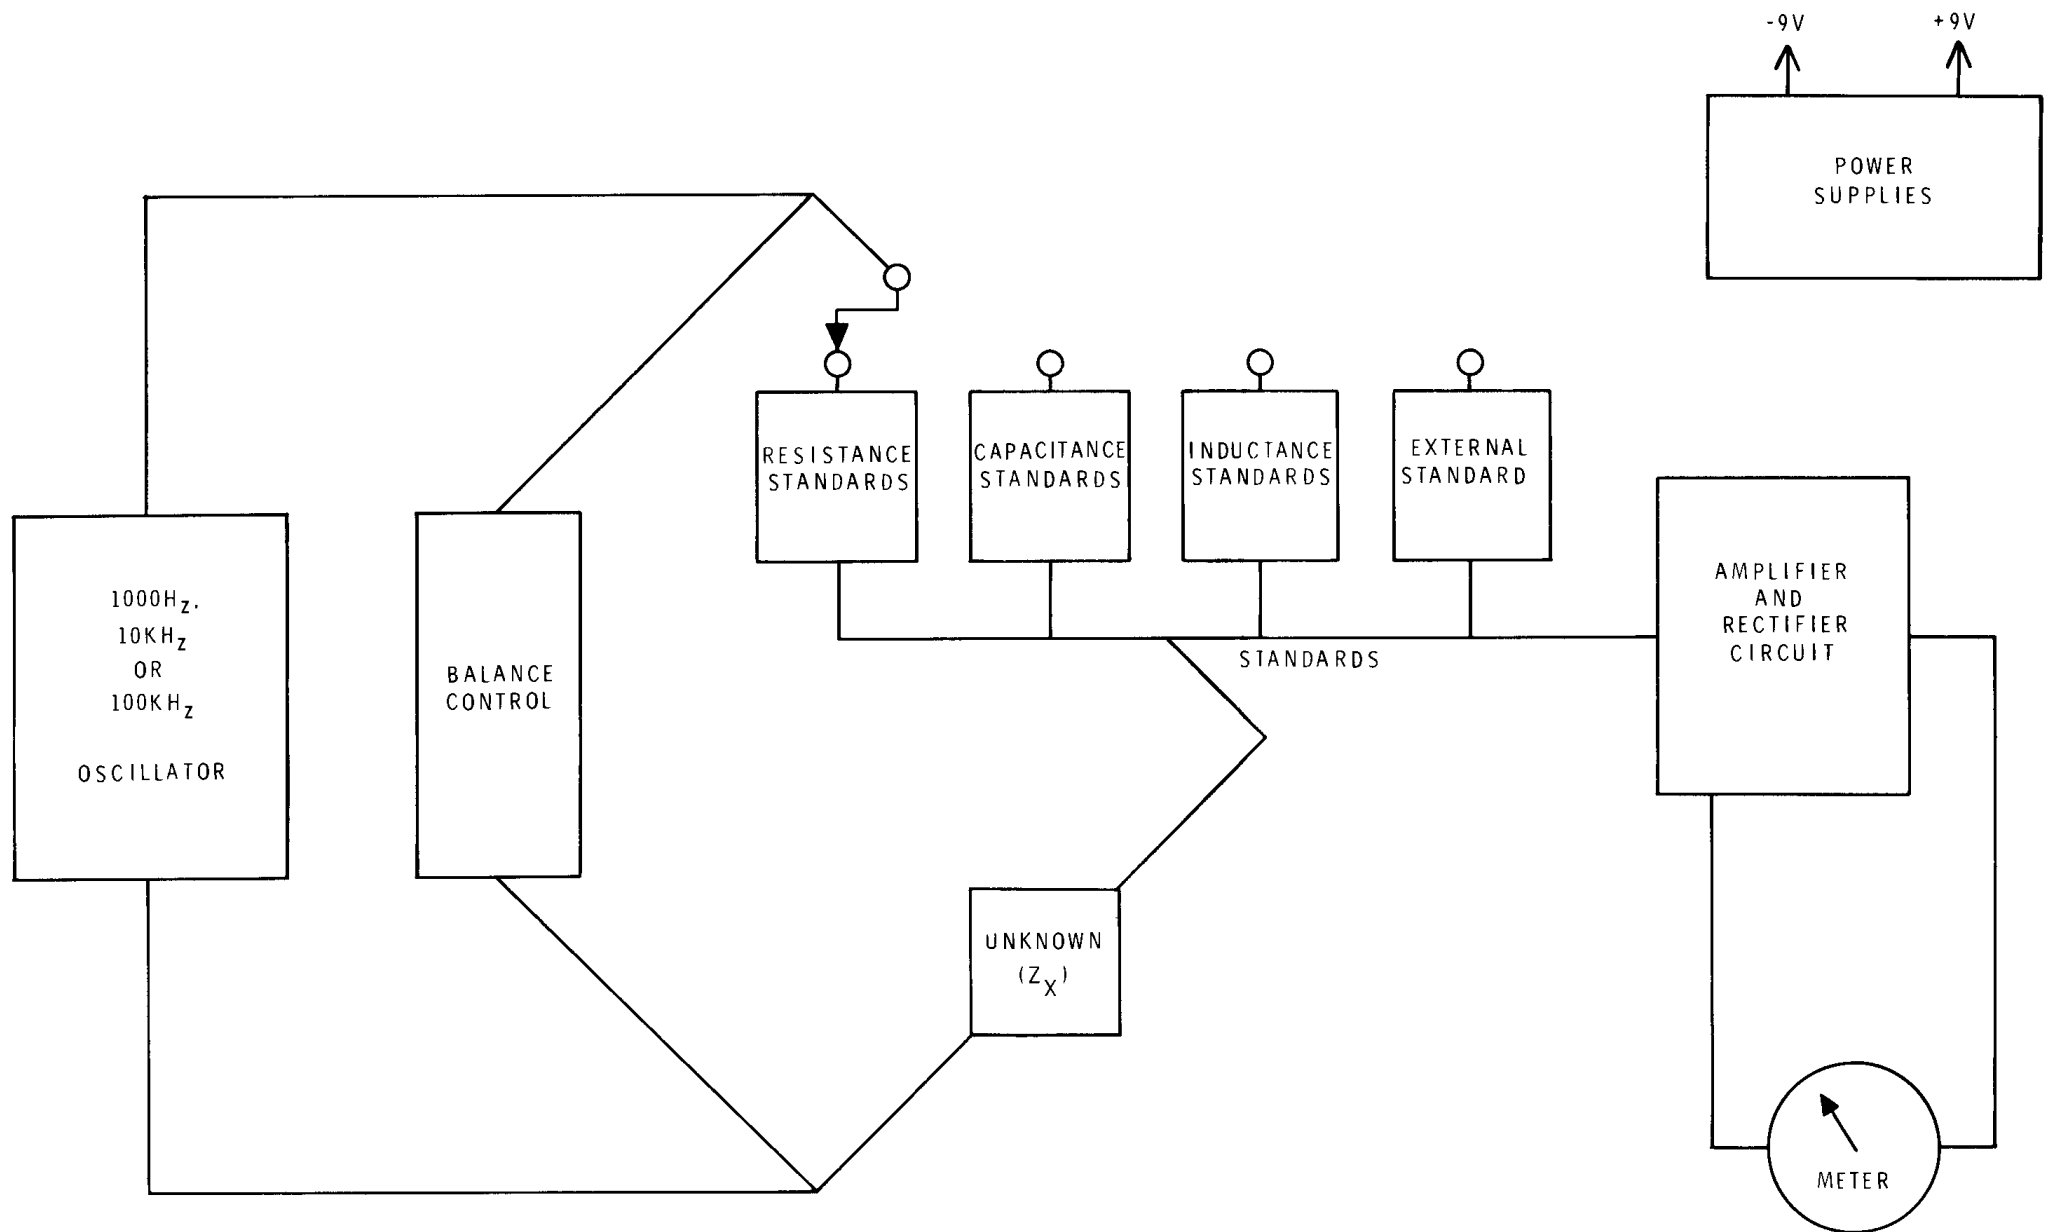 -9V
+9V
POWER
SUPPLIES
RESISTANCE
STANDARDS
CAPACITANCE
STANDARDS
INDUCTANCE
STANDARDS
EXTERNAL
STANDARD
1000Hz.
10KHz
OR
100KHz
OSCILLATOR
BALANCE
CONTROL
STANDARDS
AMPLIFIER
AND
RECTIFIER
CIRCUIT
UNKNOWN
(ZX)
METER